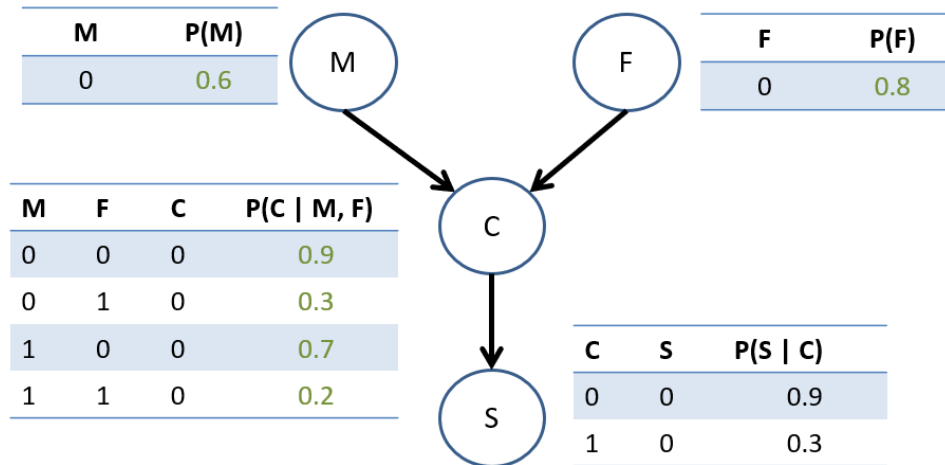 M P(M)
0 0.6
M
F
F P(F)
0 0.8
M F C P(C | M, F)
0 0 0 0.9
0 1 0 0.3
1 0 0 0.7
1 1 0 0.2
C
C S P(S | C)
0 0 0.9
1 0 0.3
S